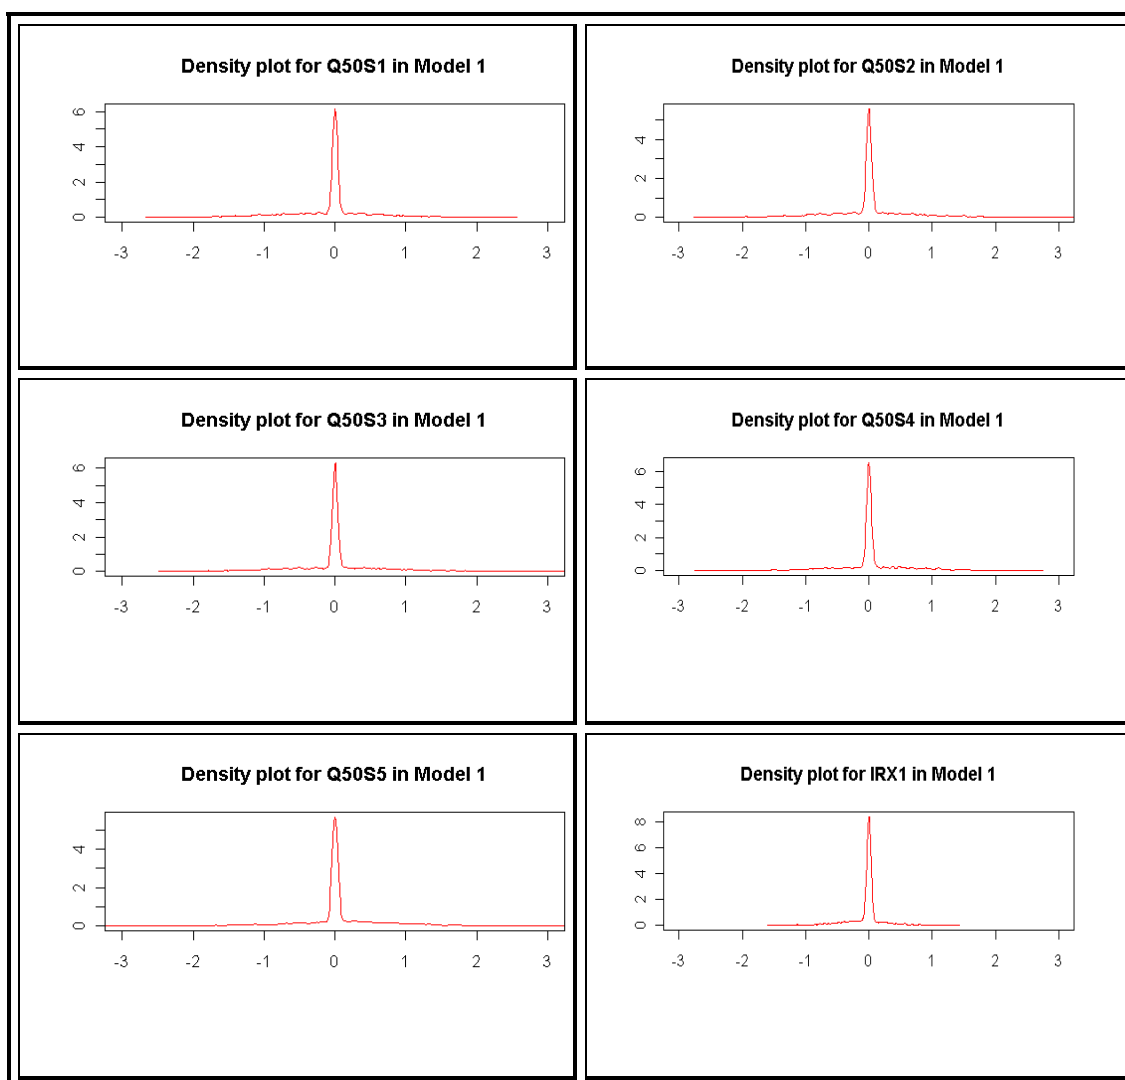 Density plot for Q50S1 in Model 1
6
4
2
0
-3 -2 -1 0 1 2 3
Density plot for Q50S2 in Model 1
4
2
0
-3 -2 -1 0 1 2 3
Density plot for Q50S3 in Model 1
6
4
2
0
-3 -2 -1 0 1 2 3
Density plot for Q50S4 in Model 1
6
4
2
0
-3 -2 -1 0 1 2 3
Density plot for Q50S5 in Model 1
4
2
0
-3 -2 -1 0 1 2 3
Density plot for IRX1 in Model 1
8
6
4
2
0
-3 -2 -1 0 1 2 3